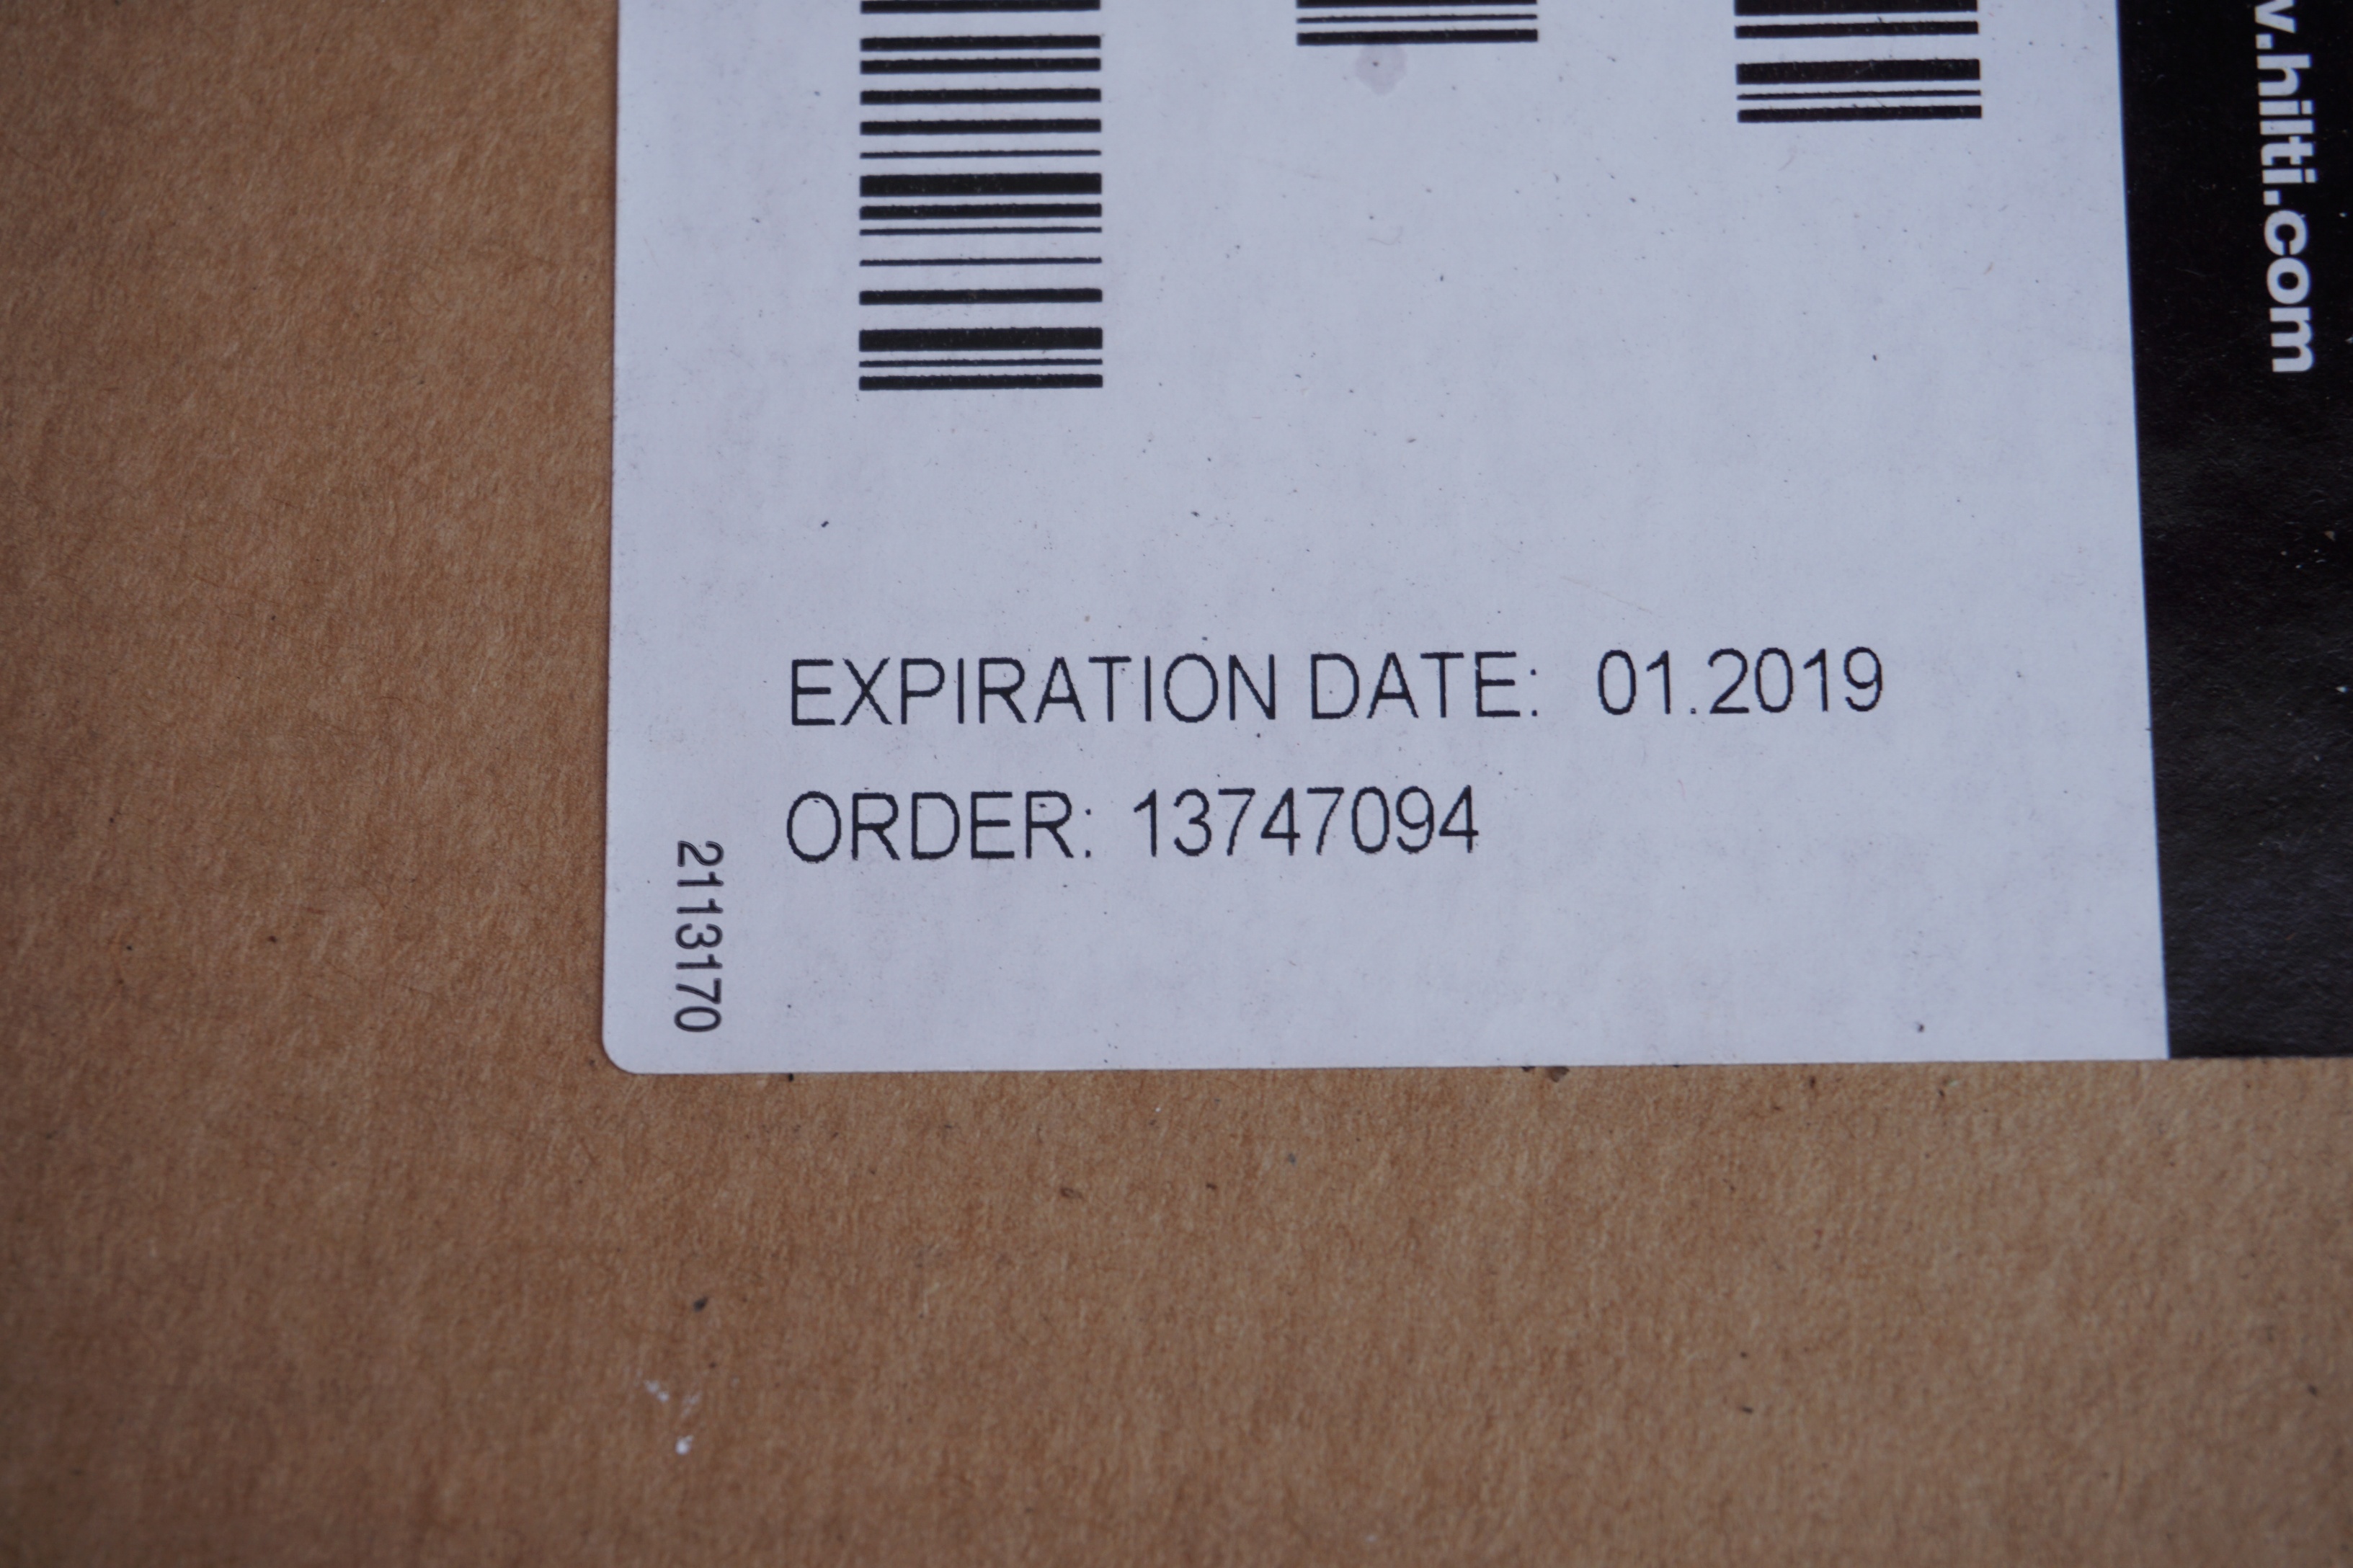 v.hilti.com
EXPIRATION DATE: 01.2019
ORDER: 13747094
2113170